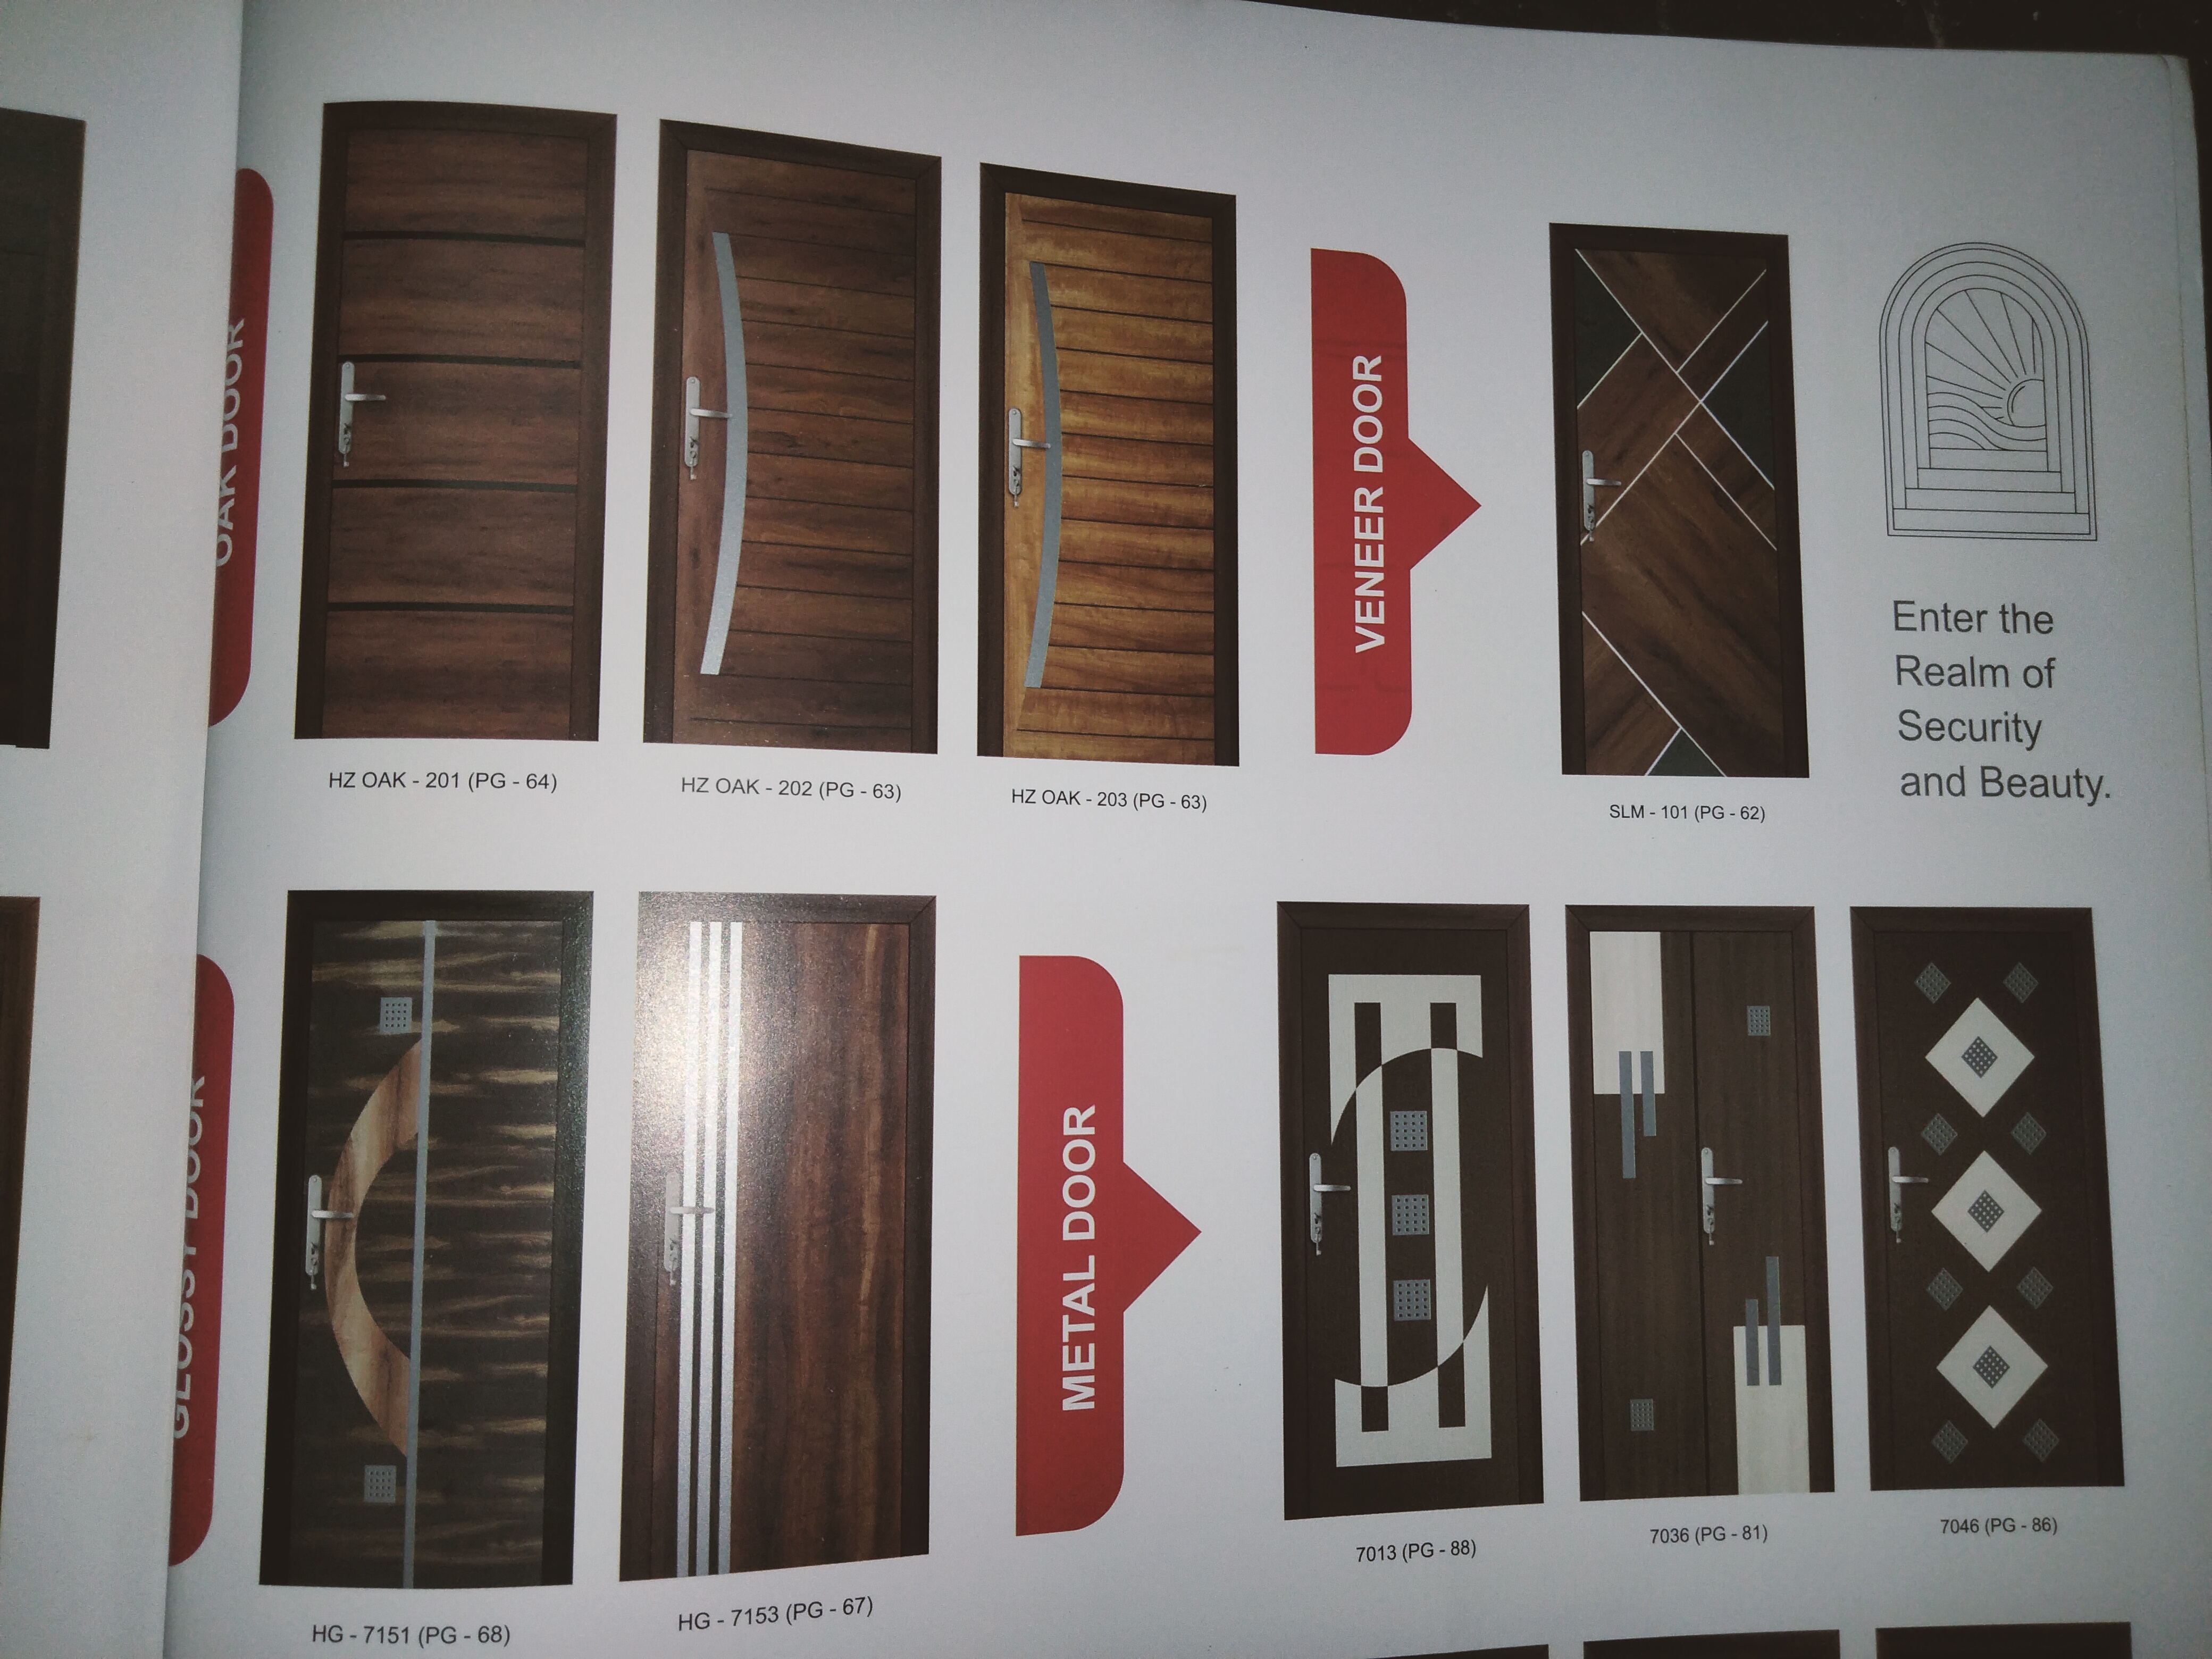 OAK DOOR
HZ OAK - 201 (PG - 64)
HZ OAK - 202 (PG - 63)
HZ OAK - 203 (PG - 63)
VENEER DOOR
SLM - 101 (PG - 62)
Enter the
Realm of
Security
and Beauty.
GLOSSY DOOR
HG - 7151 (PG - 68)
HG - 7153 (PG - 67)
METAL DOOR
7013 (PG - 88)
7036 (PG - 81)
7046 (PG - 86)